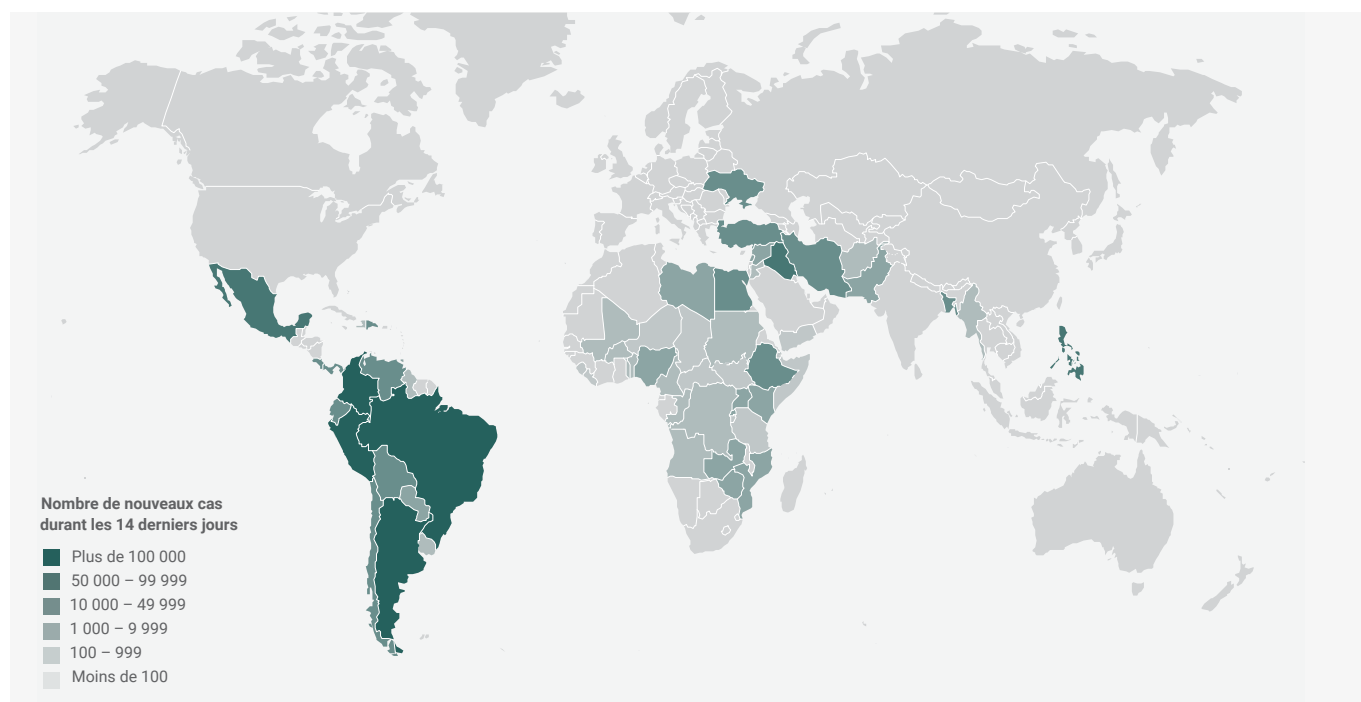 Nombre de nouveaux cas
durant les 14 derniers jours
Plus de 100 000
50 000 – 99 999
10 000 – 49 999
1 000 – 9 999
100 – 999
Moins de 100